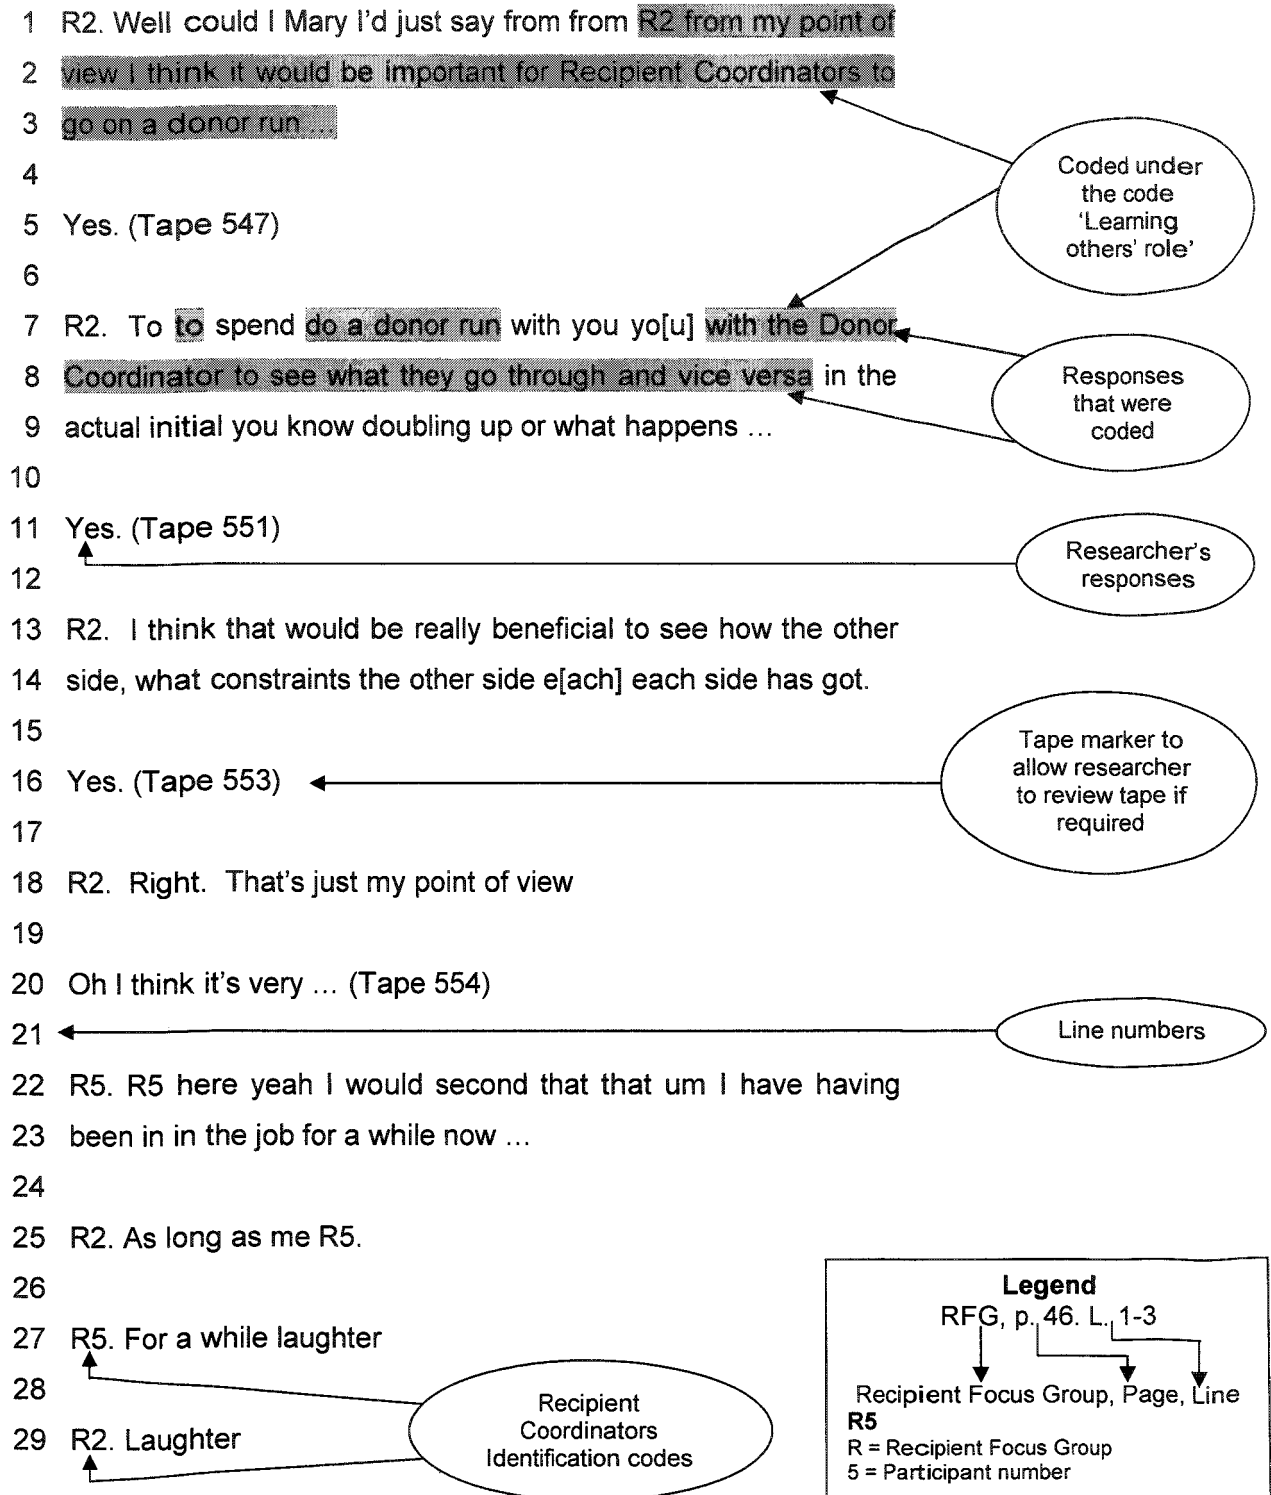 1 R2. Well could I Mary I'd just say from from R2 from my point of
2 view I think it would be important for Recipient Coordinators to
3 go on a donor run ...
4
5 Yes. (Tape 547)
6
7 R2. To to spend do a donor run with you yo[u] with the Donor
8 Coordinator to see what they go through and vice versa in the
9 actual initial you know doubling up or what happens ...
10
11 Yes. (Tape 551)
12
13 R2. I think that would be really beneficial to see how the other
14 side, what constraints the other side e[ach] each side has got.
15
16 Yes. (Tape 553)
17
18 R2. Right. That's just my point of view
19
20 Oh I think it's very ... (Tape 554)
21
22 R5. R5 here yeah I would second that that um I have having
23 been in in the job for a while now ...
24
25 R2. As long as me R5.
26
27 R5. For a while laughter
28
29 R2. Laughter
Coded under
the code
'Learning
others' role'
Responses
that were
coded
Researcher's
responses
Tape marker to
allow researcher
to review tape if
required
Line numbers
Recipient
Coordinators
Identification codes
Legend
RFG, p. 46. L. 1-3
Recipient Focus Group, Page, Line
R5
R = Recipient Focus Group
5 = Participant number